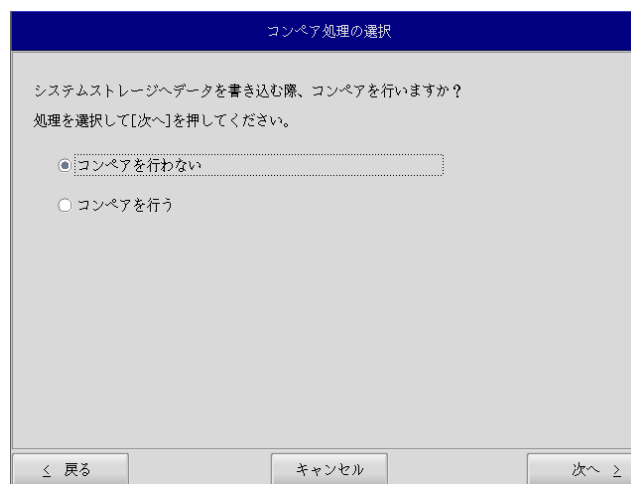 コンペア処理の選択
システムストレージへデータを書き込む際、コンペアを行いますか？
処理を選択して[次へ]を押してください。
コンペアを行わない
コンペアを行う
< 戻る
キャンセル
次へ >